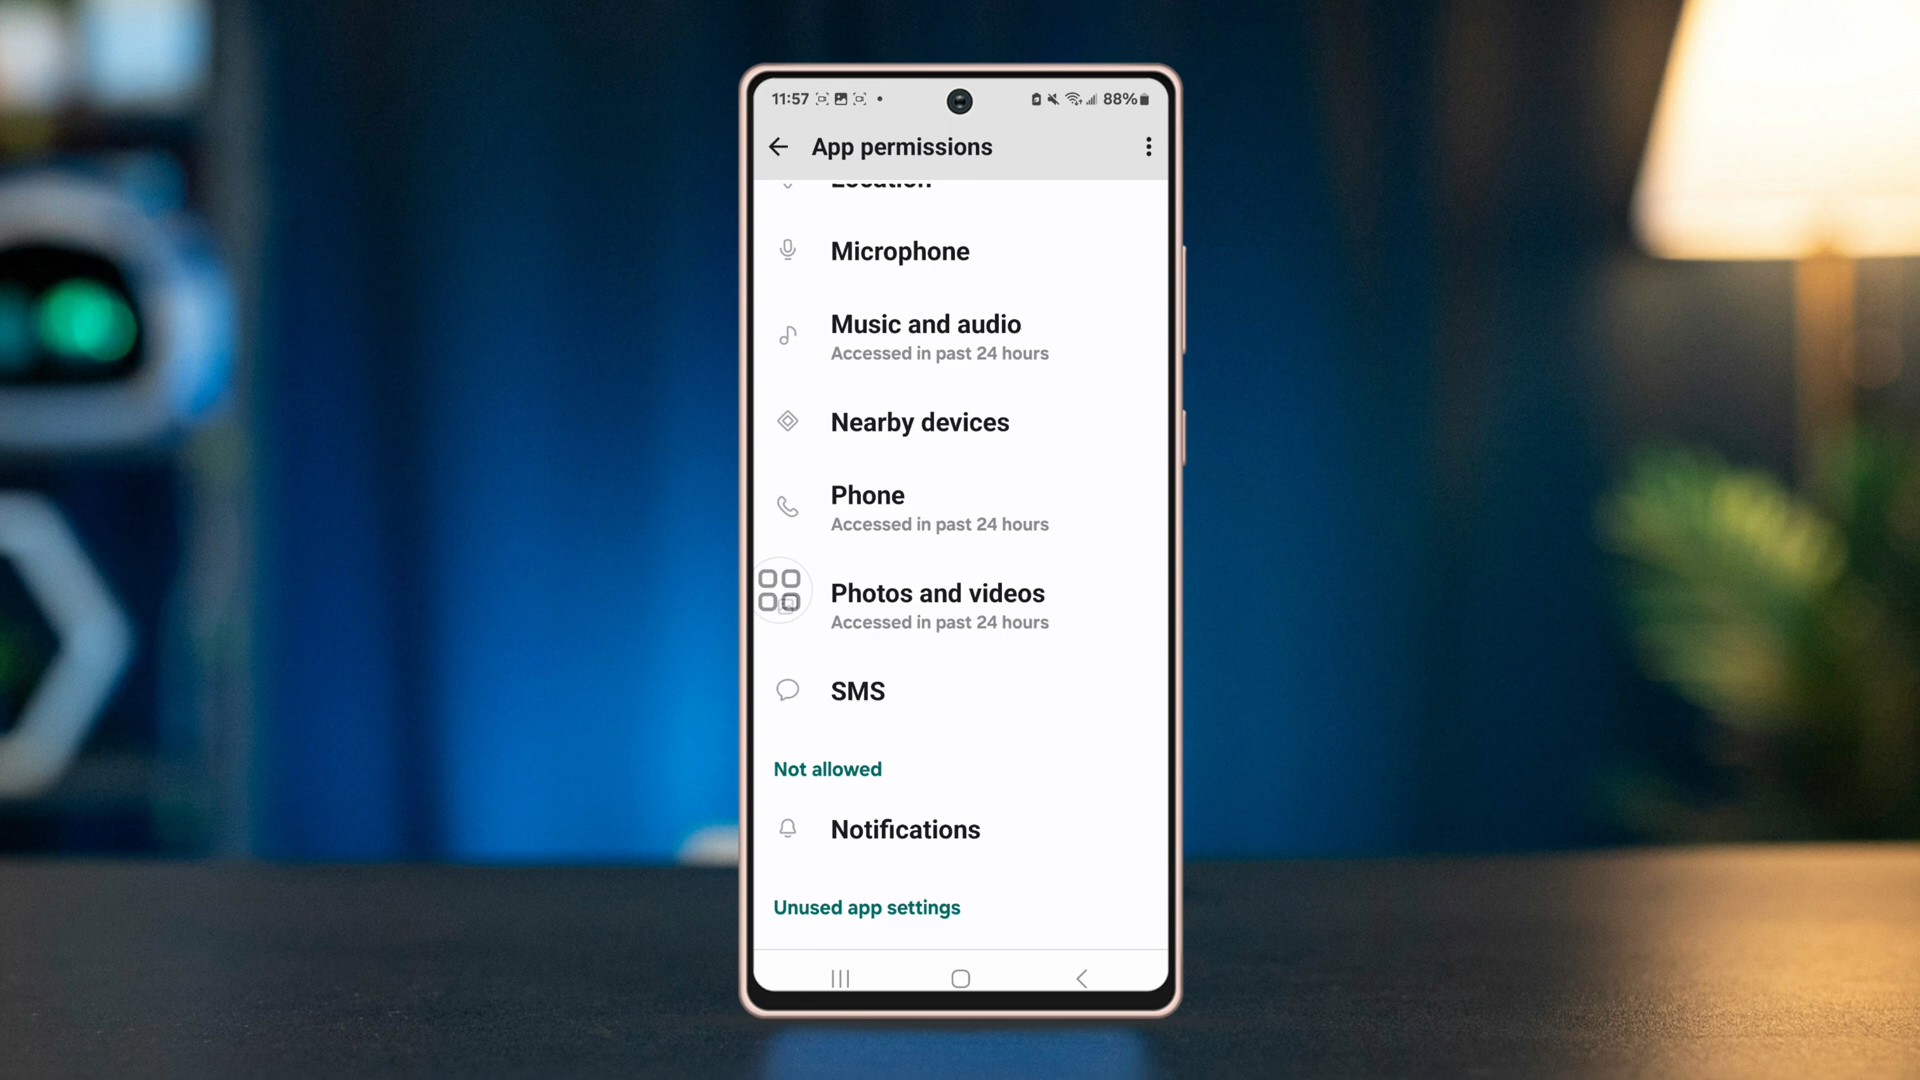 11:57 88%
App permissions
Location
Microphone
Music and audio
Accessed in past 24 hours
Nearby devices
Phone
Accessed in past 24 hours
Photos and videos
Accessed in past 24 hours
SMS
Not allowed
Notifications
Unused app settings